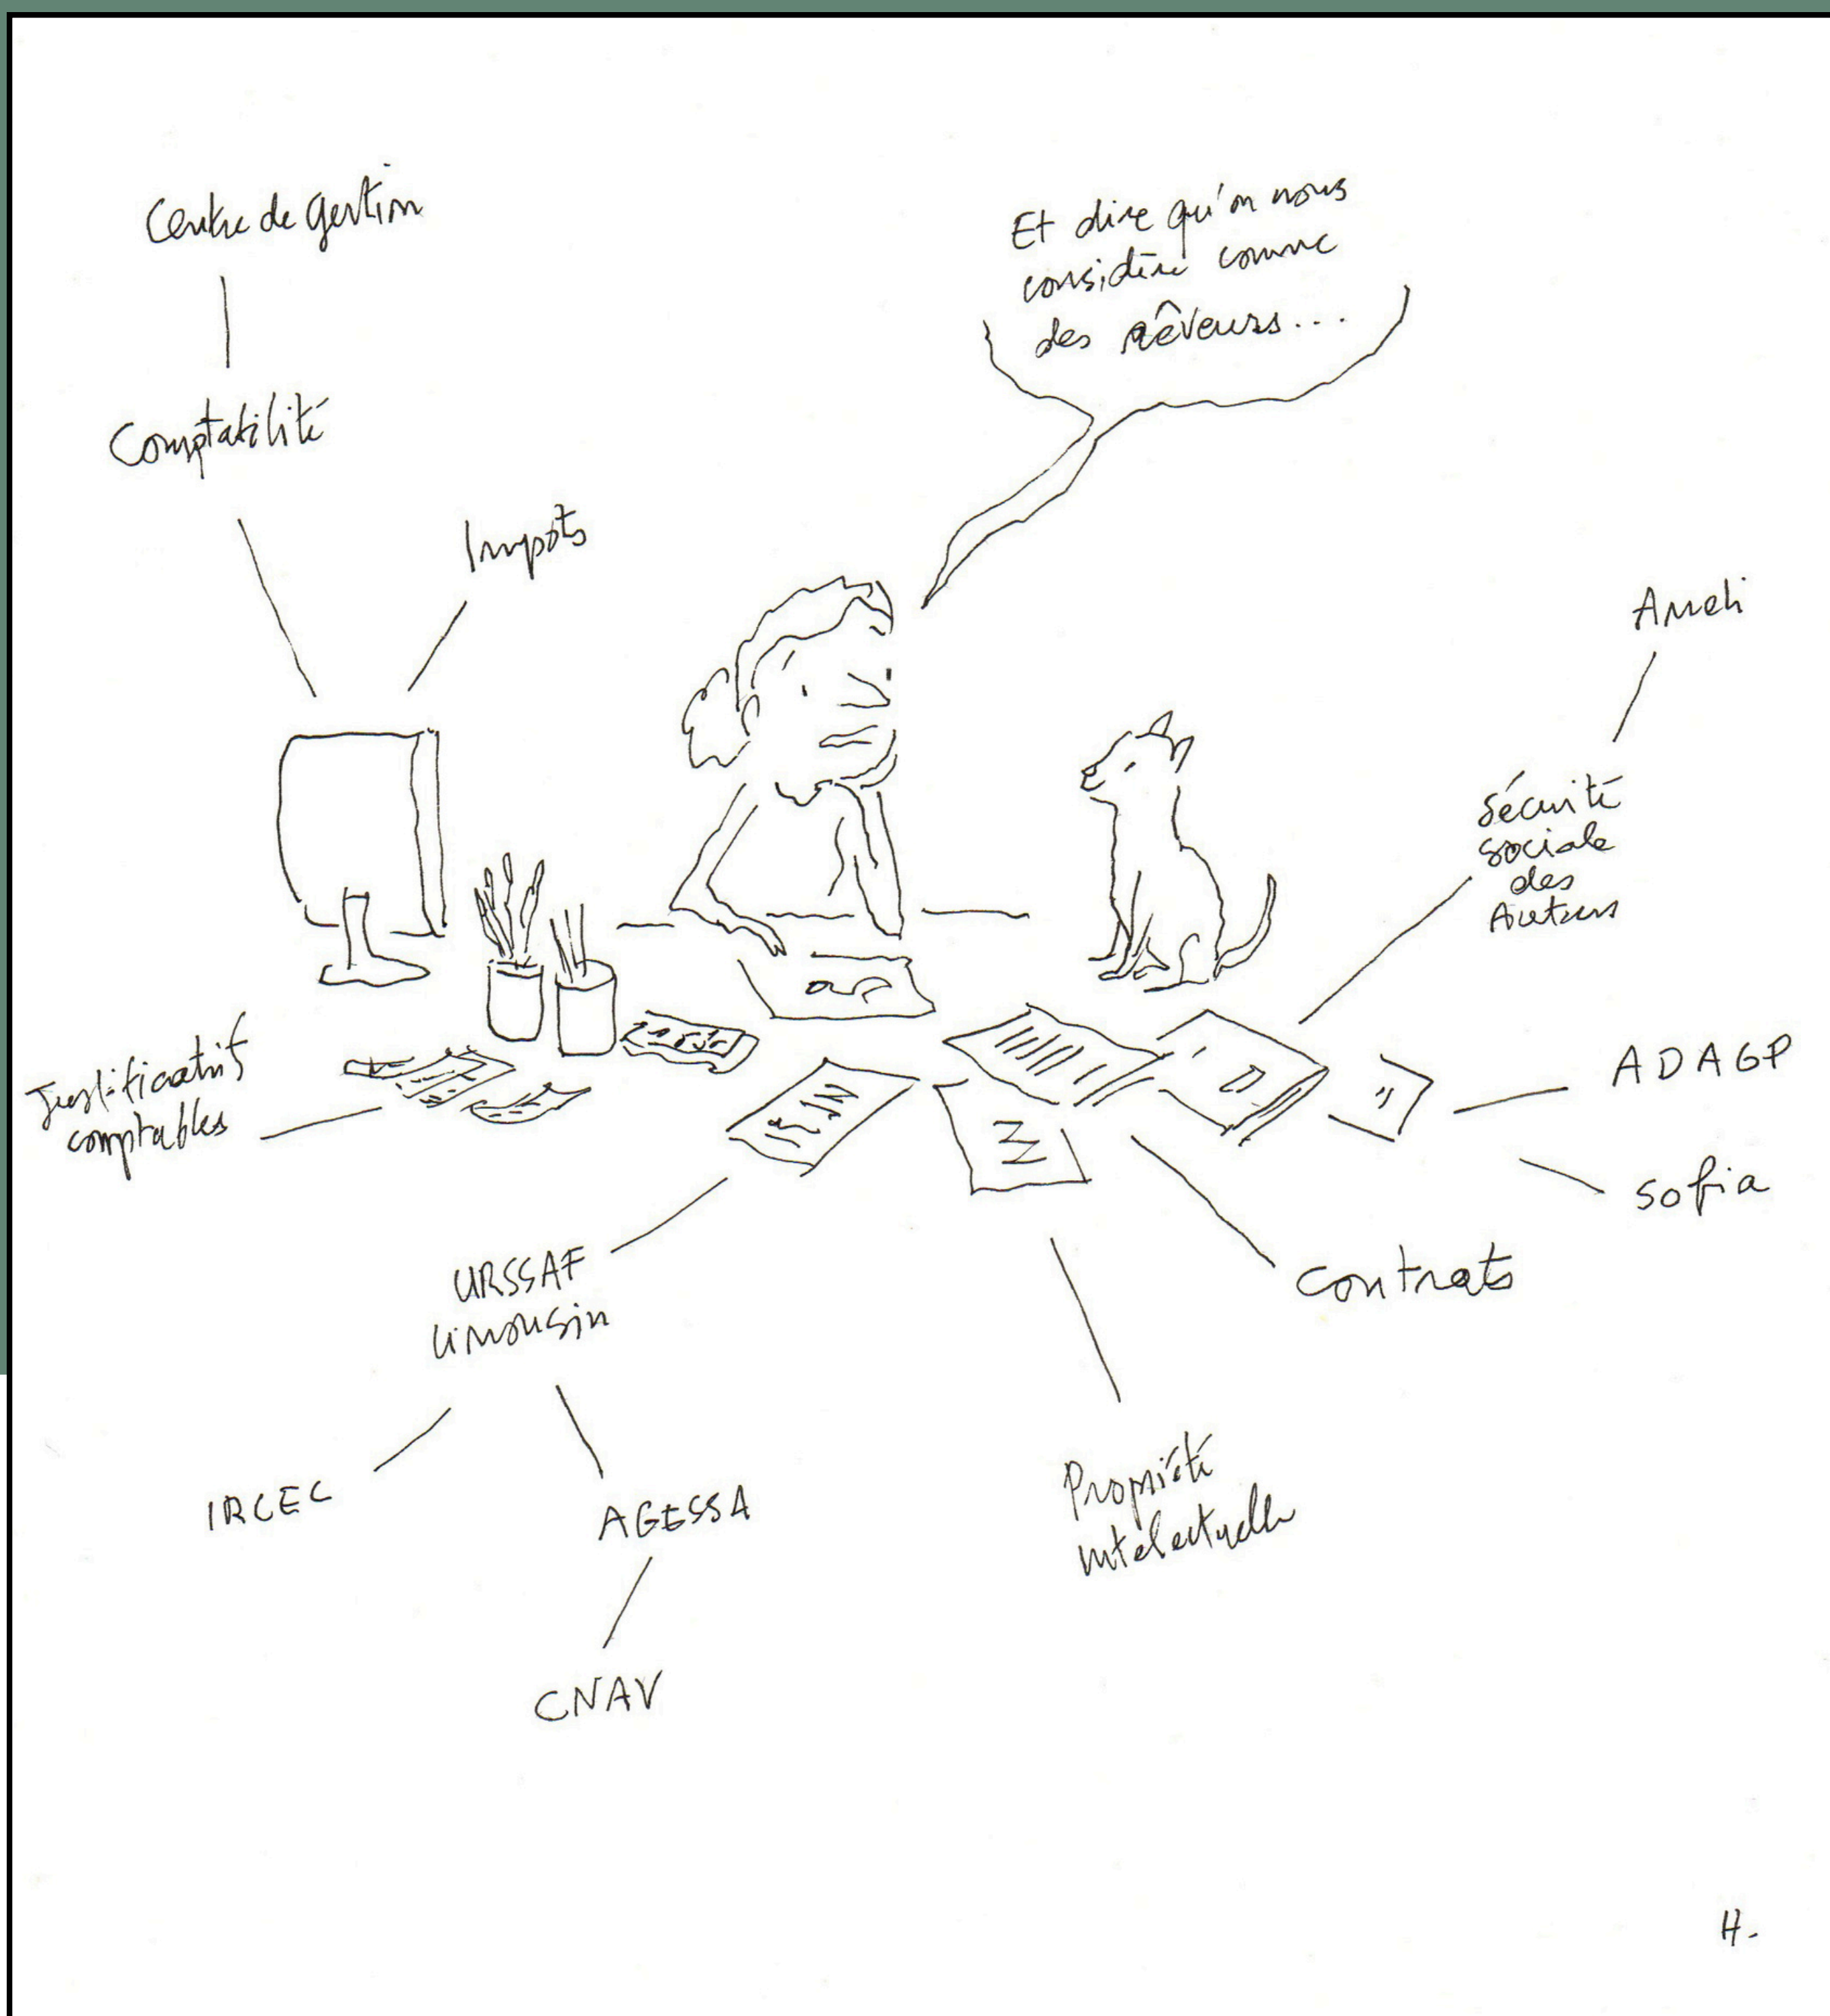 Centre de gestion
Et dire qu'on nous
considère comme
des rêveurs...
Comptabilité
Impôts
Ameli
Sécurité
sociale
des
Auteurs
Justificatifs
comptables
ADAGP
sofia
URSSAF
Limousin
contrats
IRCEC
AGESSA
Propriété
intelectuelle
CNAV
H.